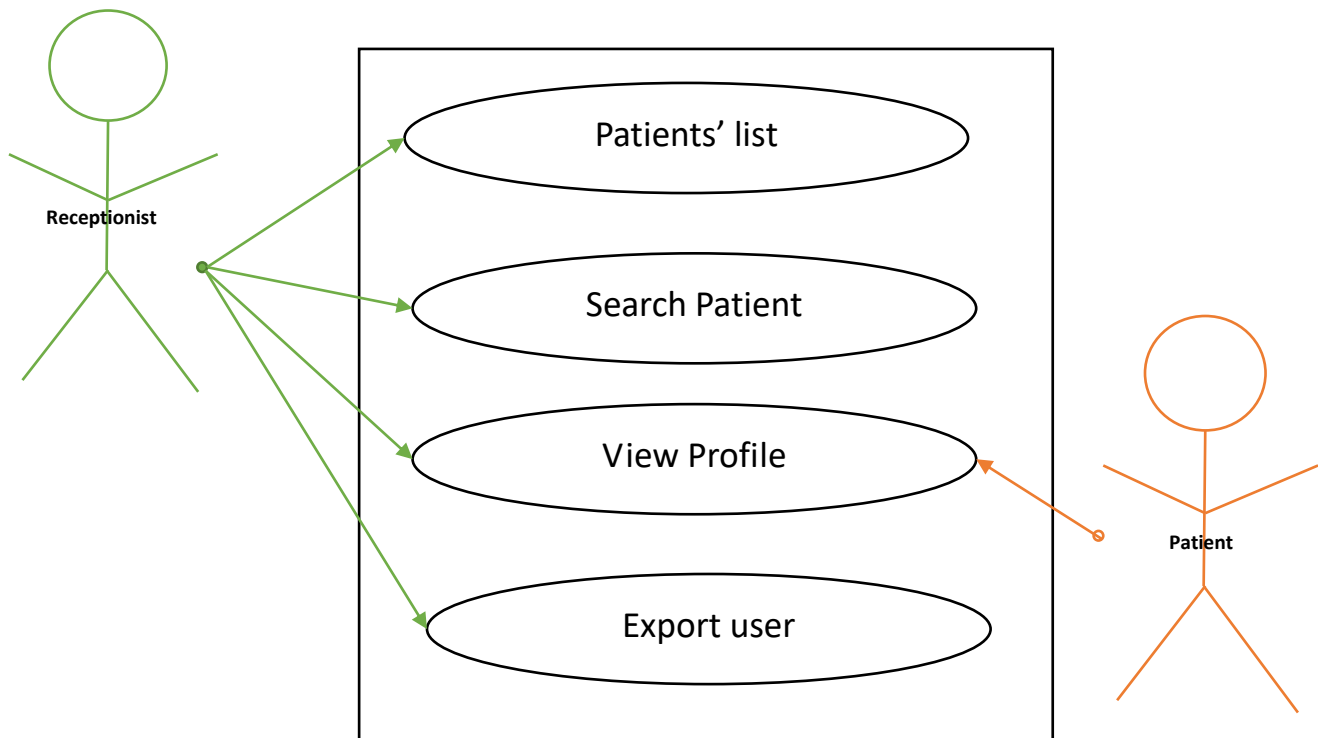 Patients’ list
Receptionist
Search Patient
View Profile
Patient
Export user